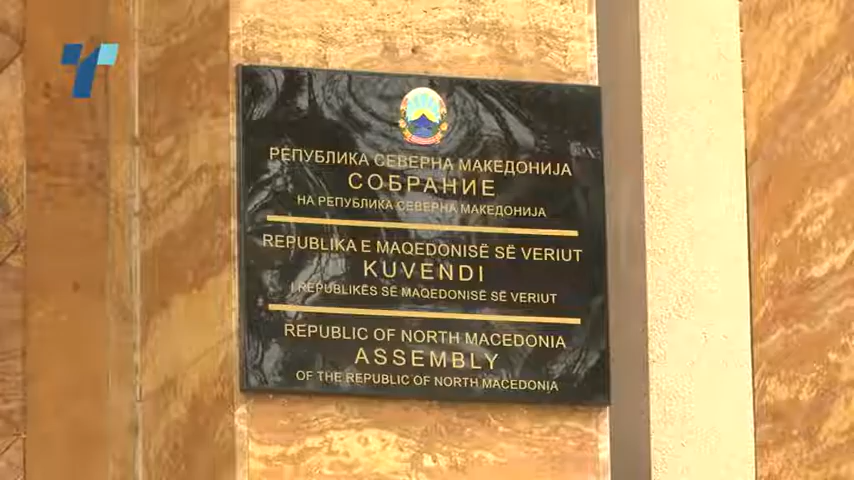 РЕПУБЛИКА СЕВЕРНА МАКЕДОНИЈА
СОБРАНИЕ
НА РЕПУБЛИКА СЕВЕРНА МАКЕДОНИЈА
REPUBLIKA E MAQEDONISË SË VERIUT
KUVENDI
I REPUBLIKËS SË MAQEDONISË SË VERIUT
REPUBLIC OF NORTH MACEDONIA
ASSEMBLY
OF THE REPUBLIC OF NORTH MACEDONIA